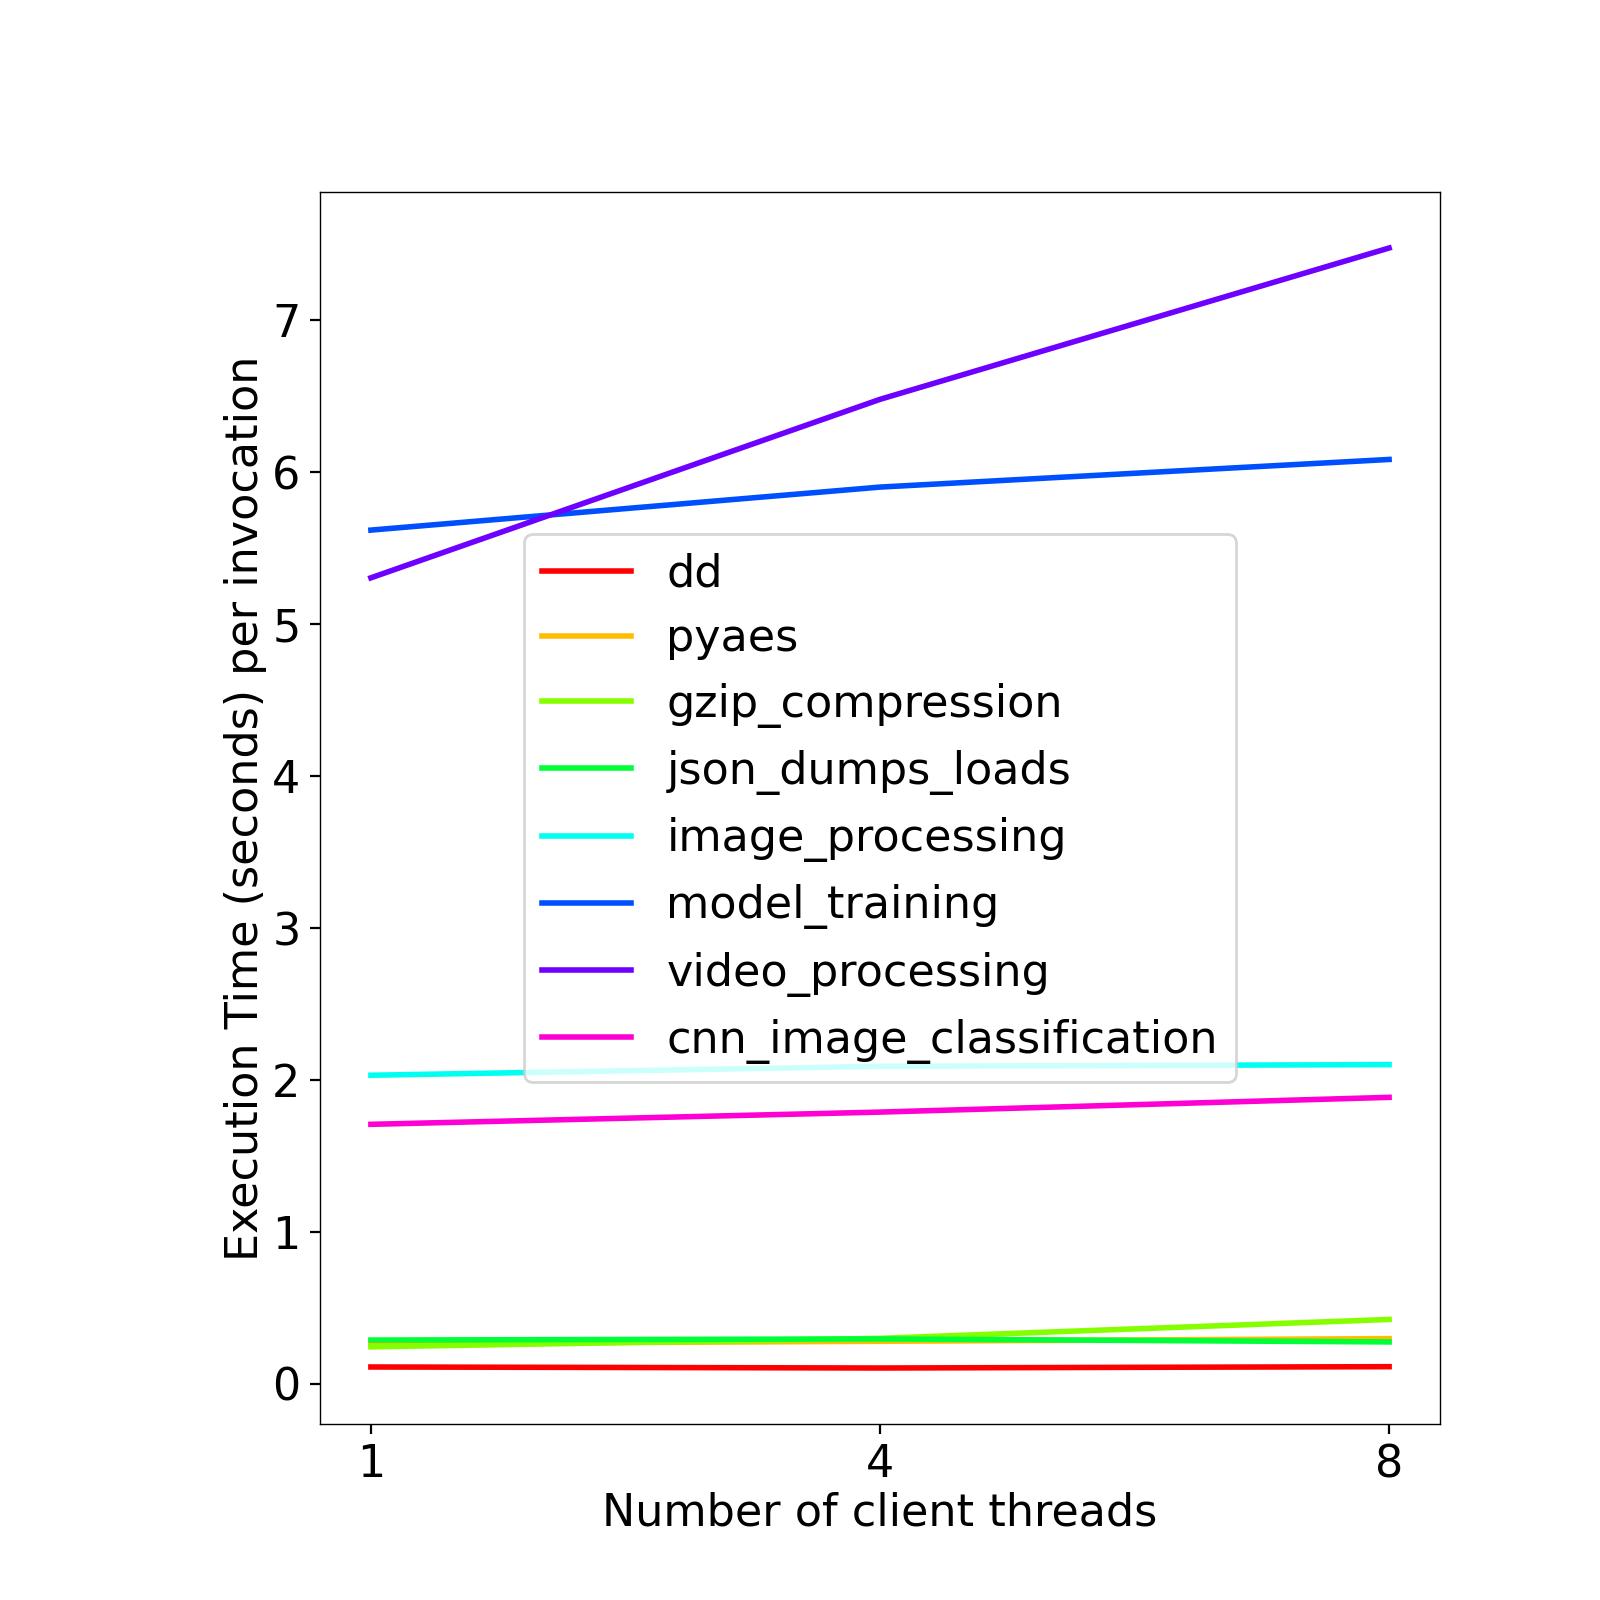 Execution Time (seconds) per invocation
7
6
5
4
3
2
1
0
dd
pyaes
gzip_compression
json_dumps_loads
image_processing
model_training
video_processing
cnn_image_classification
1 4 8
Number of client threads